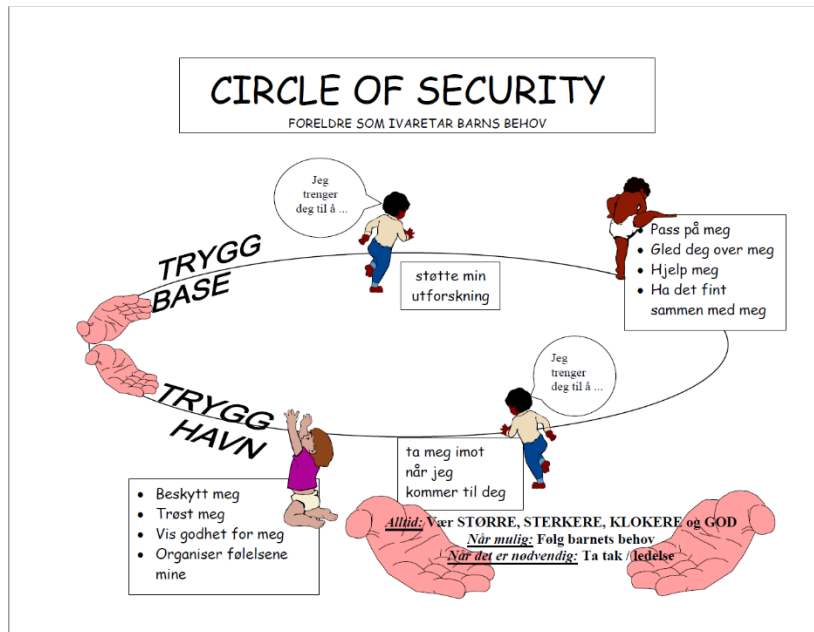 CIRCLE OF SECURITY
FORELDRE SOM IVARETAR BARNS BEHOV
Jeg
trenger
deg til å ...
TRYGG
BASE
støtte min
utforskning
• Pass på meg
• Gled deg over meg
• Hjelp meg
• Ha det fint
sammen med meg
Jeg
trenger
deg til å ...
TRYGG
HAVN
ta meg imot
når jeg
kommer til deg
• Beskytt meg
• Trøst meg
• Vis godhet for meg
• Organiser følelsene
mine
Alltid: Vær STØRRE, STERKERE, KLOKERE og GOD
Når mulig: Følg barnets behov
Når det er nødvendig: Ta tak / ledelse